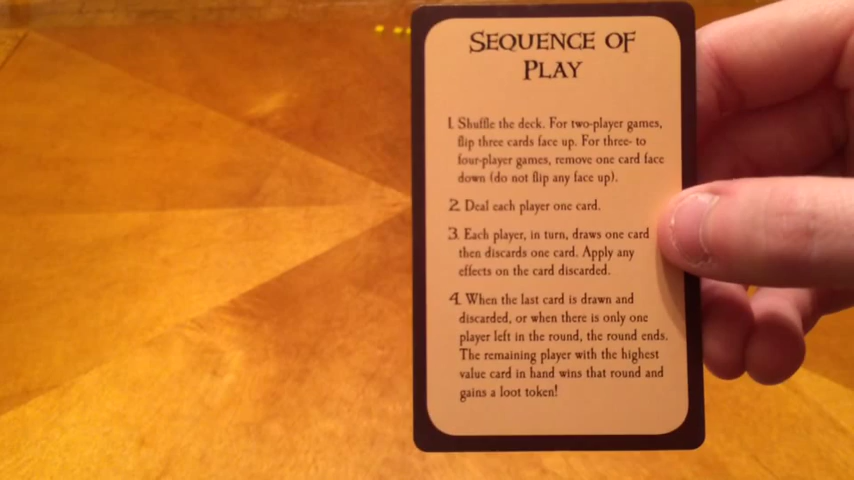 SEQUENCE OF
PLAY
1. Shuffle the deck. For two-player games,
flip three cards face up. For three- to
four-player games, remove one card face
down (do not flip any face up).
2. Deal each player one card.
3. Each player, in turn, draws one card
then discards one card. Apply any
effects on the card discarded.
4. When the last card is drawn and
discarded, or when there is only one
player left in the round, the round ends.
The remaining player with the highest
value card in hand wins that round and
gains a loot token!